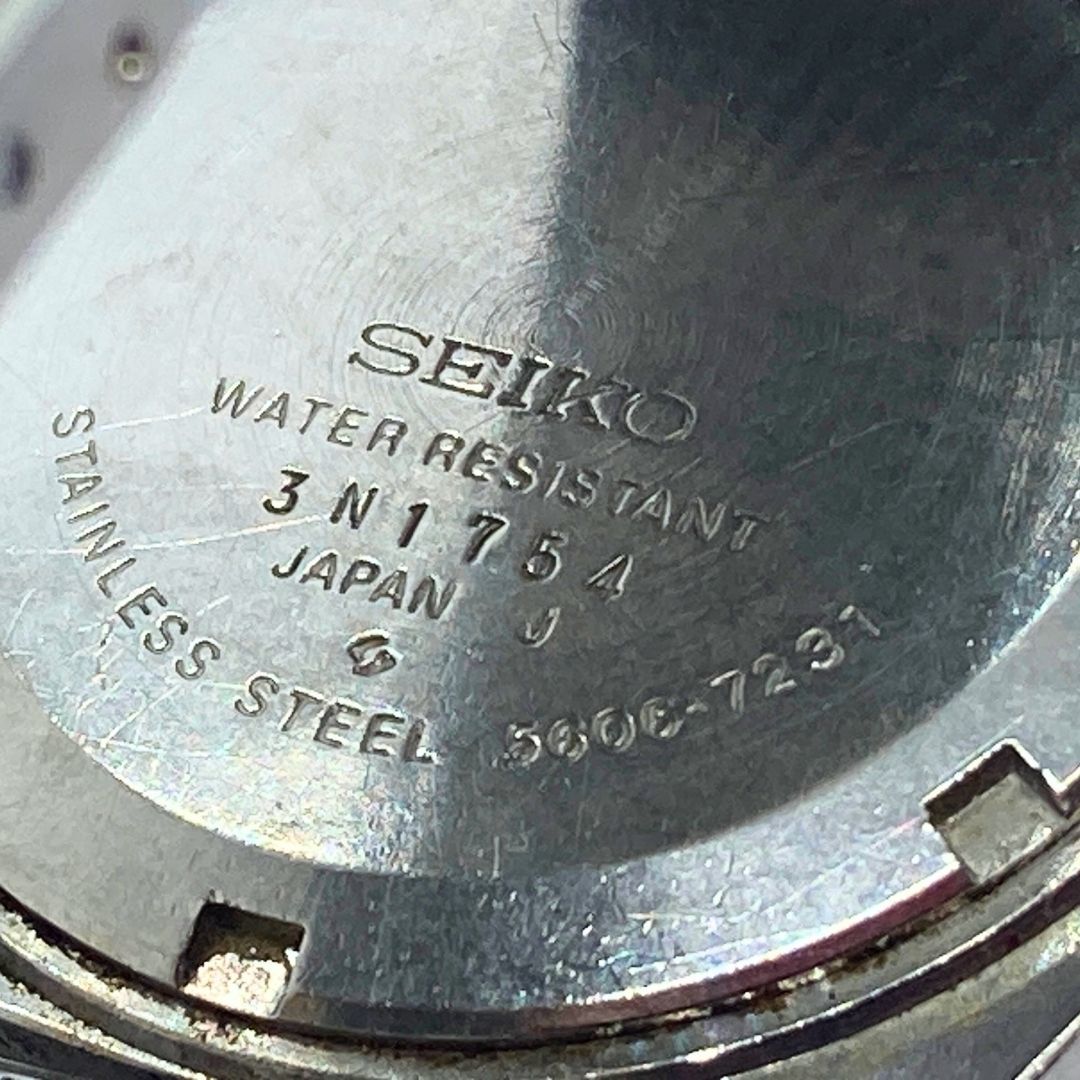 SEIKO
WATER RESISTANT
3N1754
JAPAN J
STAINLESS STEEL 5606-7231